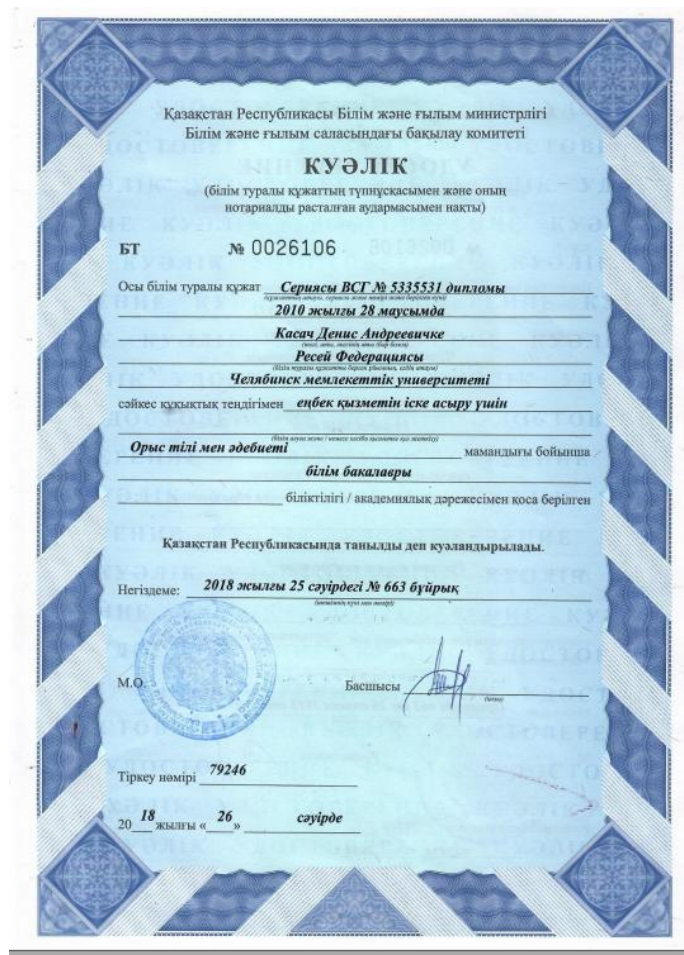 Қазақстан Республикасы Білім және ғылым министрлігі
Білім және ғылым саласындағы бақылау комитеті
КУӘЛІК
(білім туралы құжаттың түпнұсқасымен және оның
нотариалды расталған аудармасымен нақты)
БТ № 0026106
Осы білім туралы құжат Сериясы ВСГ № 5335531 дипломы
2010 жылғы 28 маусымда
Касач Денис Андреевичке
Ресей Федерациясы
Челябинск мемлекеттік университеті
сәйкес құқықтық теңдігімен еңбек қызметін іске асыру үшін
Орыс тілі мен әдебиеті мамандығы бойынша
білім бакалавры
біліктілігі / академиялық дәрежесімен қоса берілген
Қазақстан Республикасында танылды деп куәландырылады.
Негіздеме: 2018 жылғы 25 сәуірдегі № 663 бұйрық
М.О. Басшысы
Тіркеу нөмірі 79246
20 18 жылғы « 26 » сәуірде